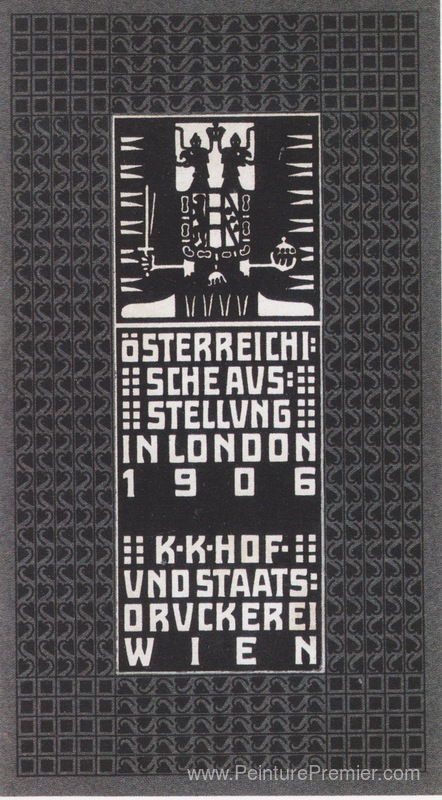 ÖSTERREICHI:
SCHE AVS:
STELLVNG
IN LONDON
1906
K·K·HOF-
VND STAATS:
DRVCKEREI
WIEN
www.PeinturePremier.com